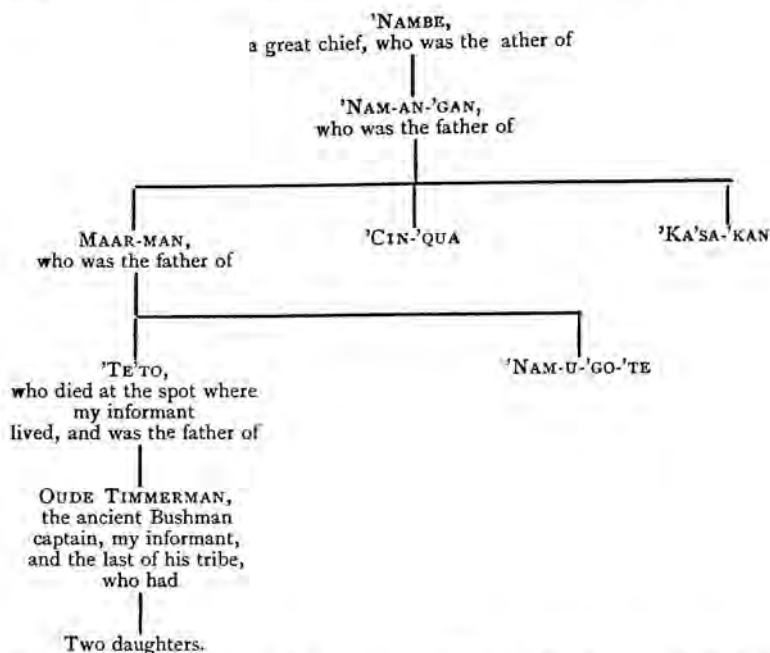 'NAMBE,
a great chief, who was the ather of
'NAM-AN-'GAN,
who was the father of
MAAR-MAN,
who was the father of
'CIN-'QUA
'KA'SA-'KAN
'TE'TO,
who died at the spot where
my informant
lived, and was the father of
'NAM-U-'GO-'TE
OUDE TIMMERMAN,
the ancient Bushman
captain, my informant,
and the last of his tribe,
who had
Two daughters.